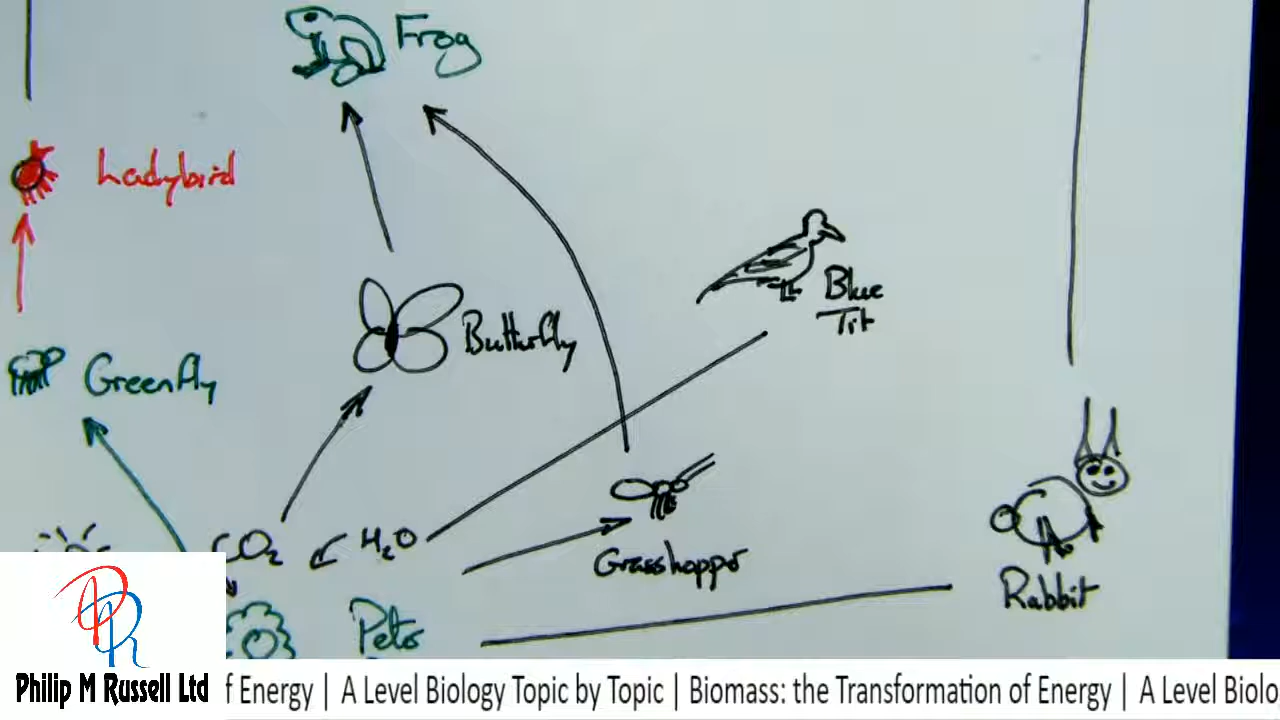 Frog
Ladybird
Blue
Tit
Butterfly
Greenfly
CO2
H2O
Grasshopper
Rabbit
Philip M Russell Ltd
f Energy | A Level Biology Topic by Topic | Biomass: the Transformation of Energy | A Level Biolo